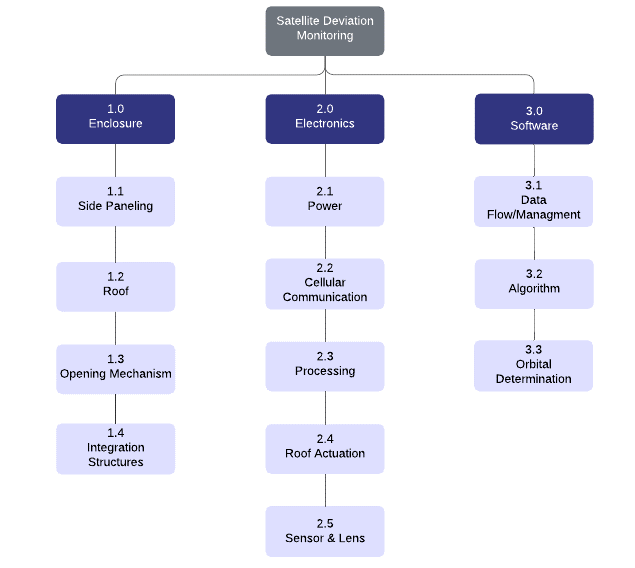 Satellite Deviation
Monitoring
1.0
Enclosure
2.0
Electronics
3.0
Software
1.1
Side Paneling
2.1
Power
3.1
Data
Flow/Managment
1.2
Roof
2.2
Cellular
Communication
3.2
Algorithm
1.3
Opening Mechanism
2.3
Processing
3.3
Orbital
Determination
1.4
Integration
Structures
2.4
Roof Actuation
2.5
Sensor & Lens